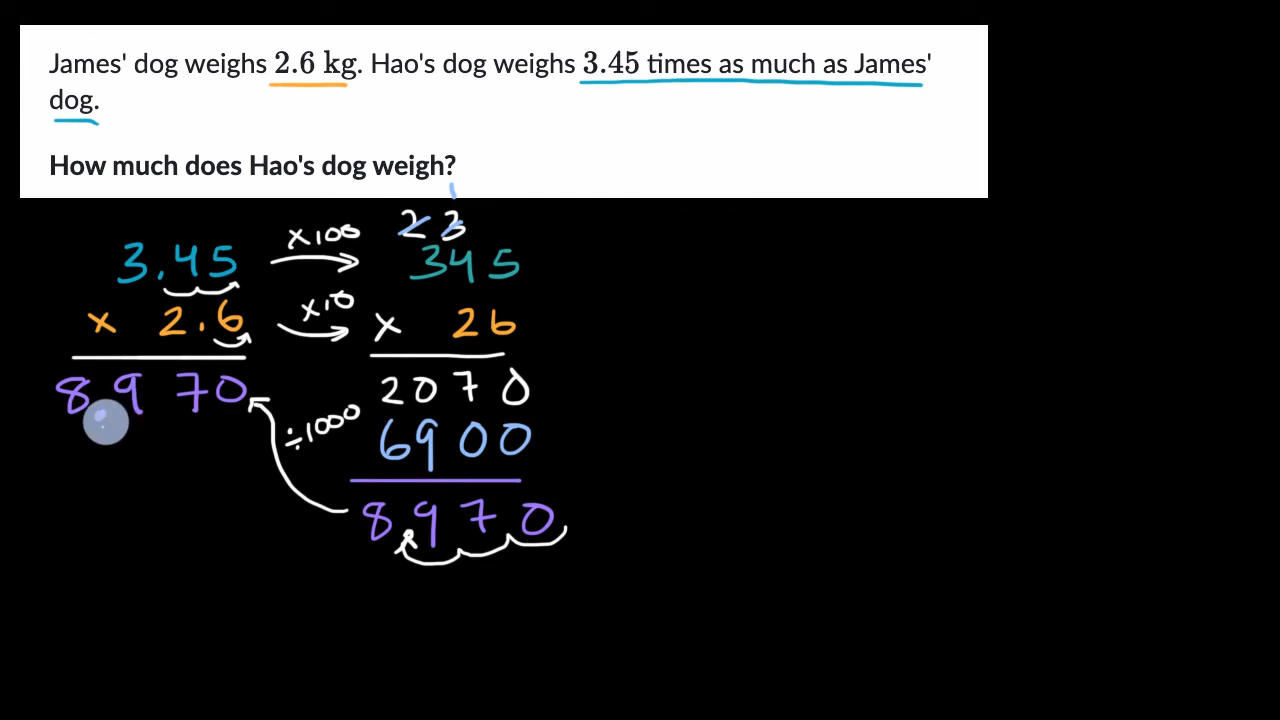 James' dog weighs 2.6 kg. Hao's dog weighs 3.45 times as much as James'
dog.
How much does Hao's dog weigh?
1
2 3
3.45 ×100 345
× 2.6 ×10 × 26
8.970 2070
÷1000 6900
8970